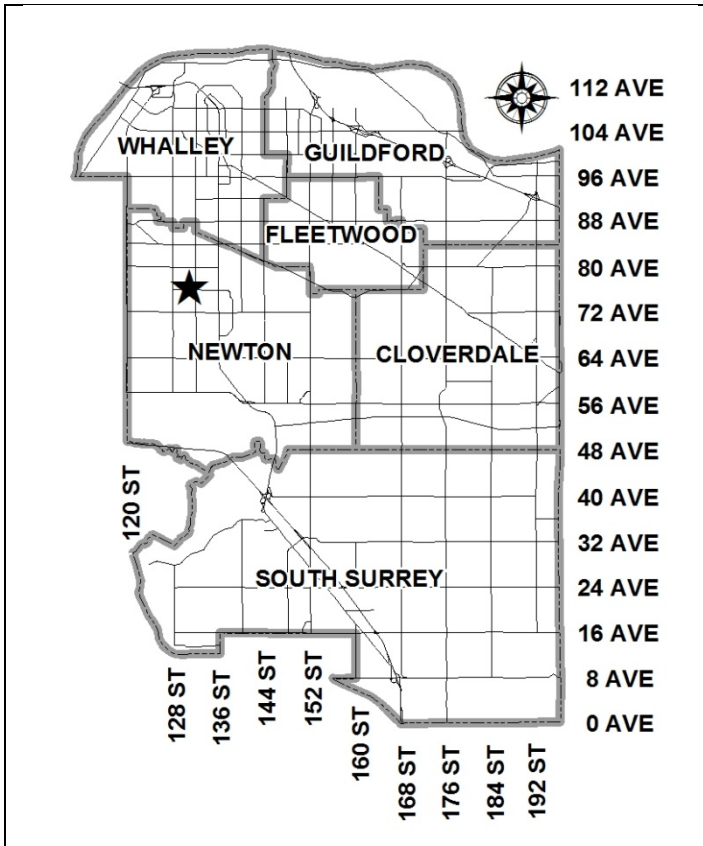 112 AVE
104 AVE
WHALLEY
GUILDFORD
96 AVE
88 AVE
FLEETWOOD
80 AVE
72 AVE
NEWTON
CLOVERDALE
64 AVE
56 AVE
48 AVE
120 ST
40 AVE
32 AVE
SOUTH SURREY
24 AVE
16 AVE
8 AVE
0 AVE
128 ST
136 ST
144 ST
152 ST
160 ST
168 ST
176 ST
184 ST
192 ST